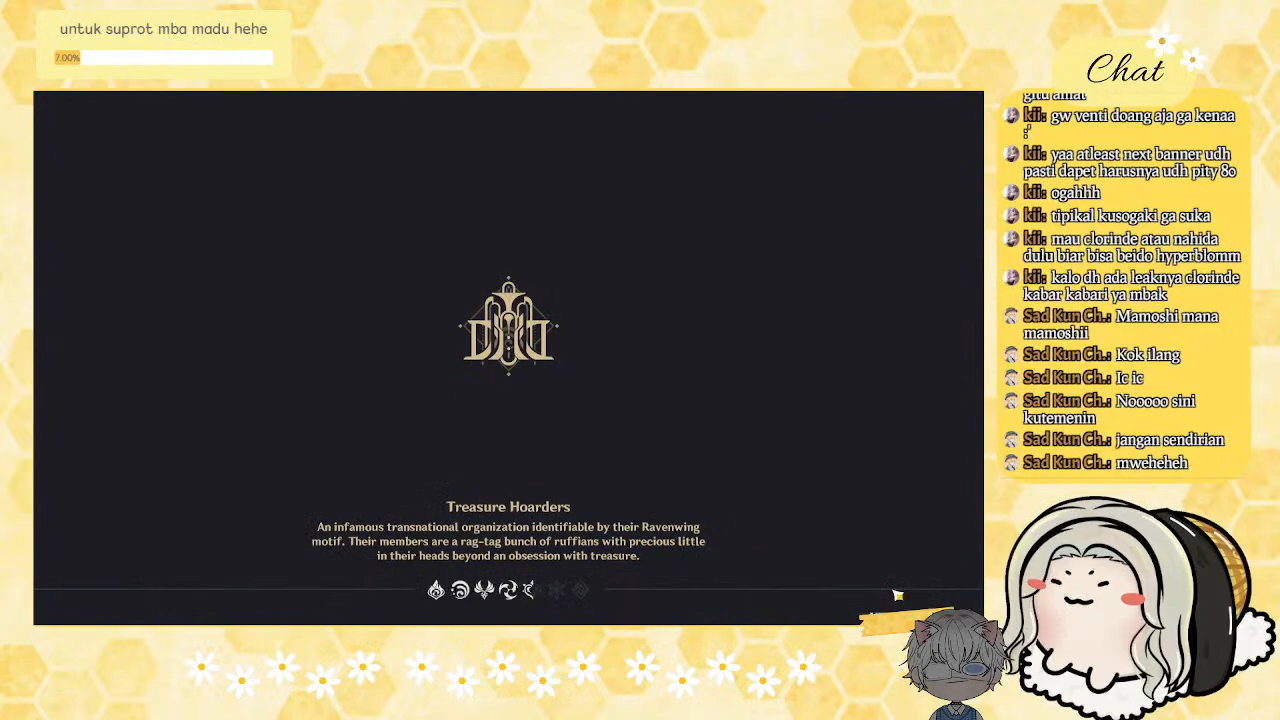 untuk suprot mba madu hehe
7.00%
Chat
gitu amat
kii: gw venti doang aja ga kenaa
:'
kii: yaa atleast next banner udh
pasti dapet harusnya udh pity 80
kii: ogahhh
kii: tipikal kusogaki ga suka
kii: mau clorinde atau nahida
dulu biar bisa beido hyperblomm
kii: kalo dh ada leaknya clorinde
kabar kabari ya mbak
Sad Kun Ch.: Mamoshi mana
mamoshii
Sad Kun Ch.: Kok ilang
Sad Kun Ch.: Ic ic
Sad Kun Ch.: Nooooo sini
kutemenin
Sad Kun Ch.: jangan sendirian
Sad Kun Ch.: mweheheh
Treasure Hoarders
An infamous transnational organization identifiable by their Ravenwing
motif. Their members are a rag-tag bunch of ruffians with precious little
in their heads beyond an obsession with treasure.